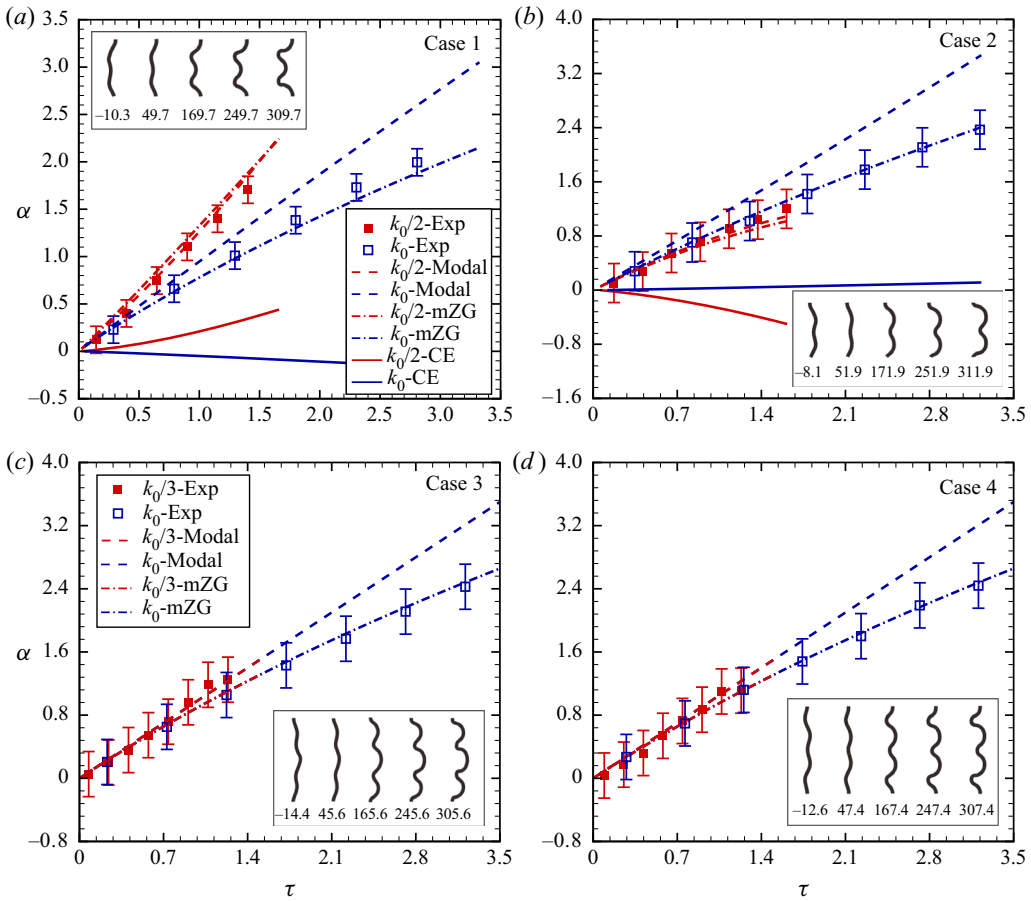 (a)
3.5
3.0
2.5
2.0
1.5
1.0
0.5
0
−0.5
α
Case 1
−10.3 49.7 169.7 249.7 309.7
k0/2-Exp
k0-Exp
k0/2-Modal
k0-Modal
k0/2-mZG
k0-mZG
k0/2-CE
k0-CE
0 0.5 1.0 1.5 2.0 2.5 3.0 3.5
(b)
4.0
3.2
2.4
1.6
0.8
0
−0.8
−1.6
Case 2
−8.1 51.9 171.9 251.9 311.9
0 0.7 1.4 2.1 2.8 3.5
(c)
4.0
3.2
2.4
1.6
0.8
0
−0.8
α
Case 3
k0/3-Exp
k0-Exp
k0/3-Modal
k0-Modal
k0/3-mZG
k0-mZG
−14.4 45.6 165.6 245.6 305.6
0 0.7 1.4 2.1 2.8 3.5
τ
(d)
4.0
3.2
2.4
1.6
0.8
0
−0.8
Case 4
−12.6 47.4 167.4 247.4 307.4
0 0.7 1.4 2.1 2.8 3.5
τ